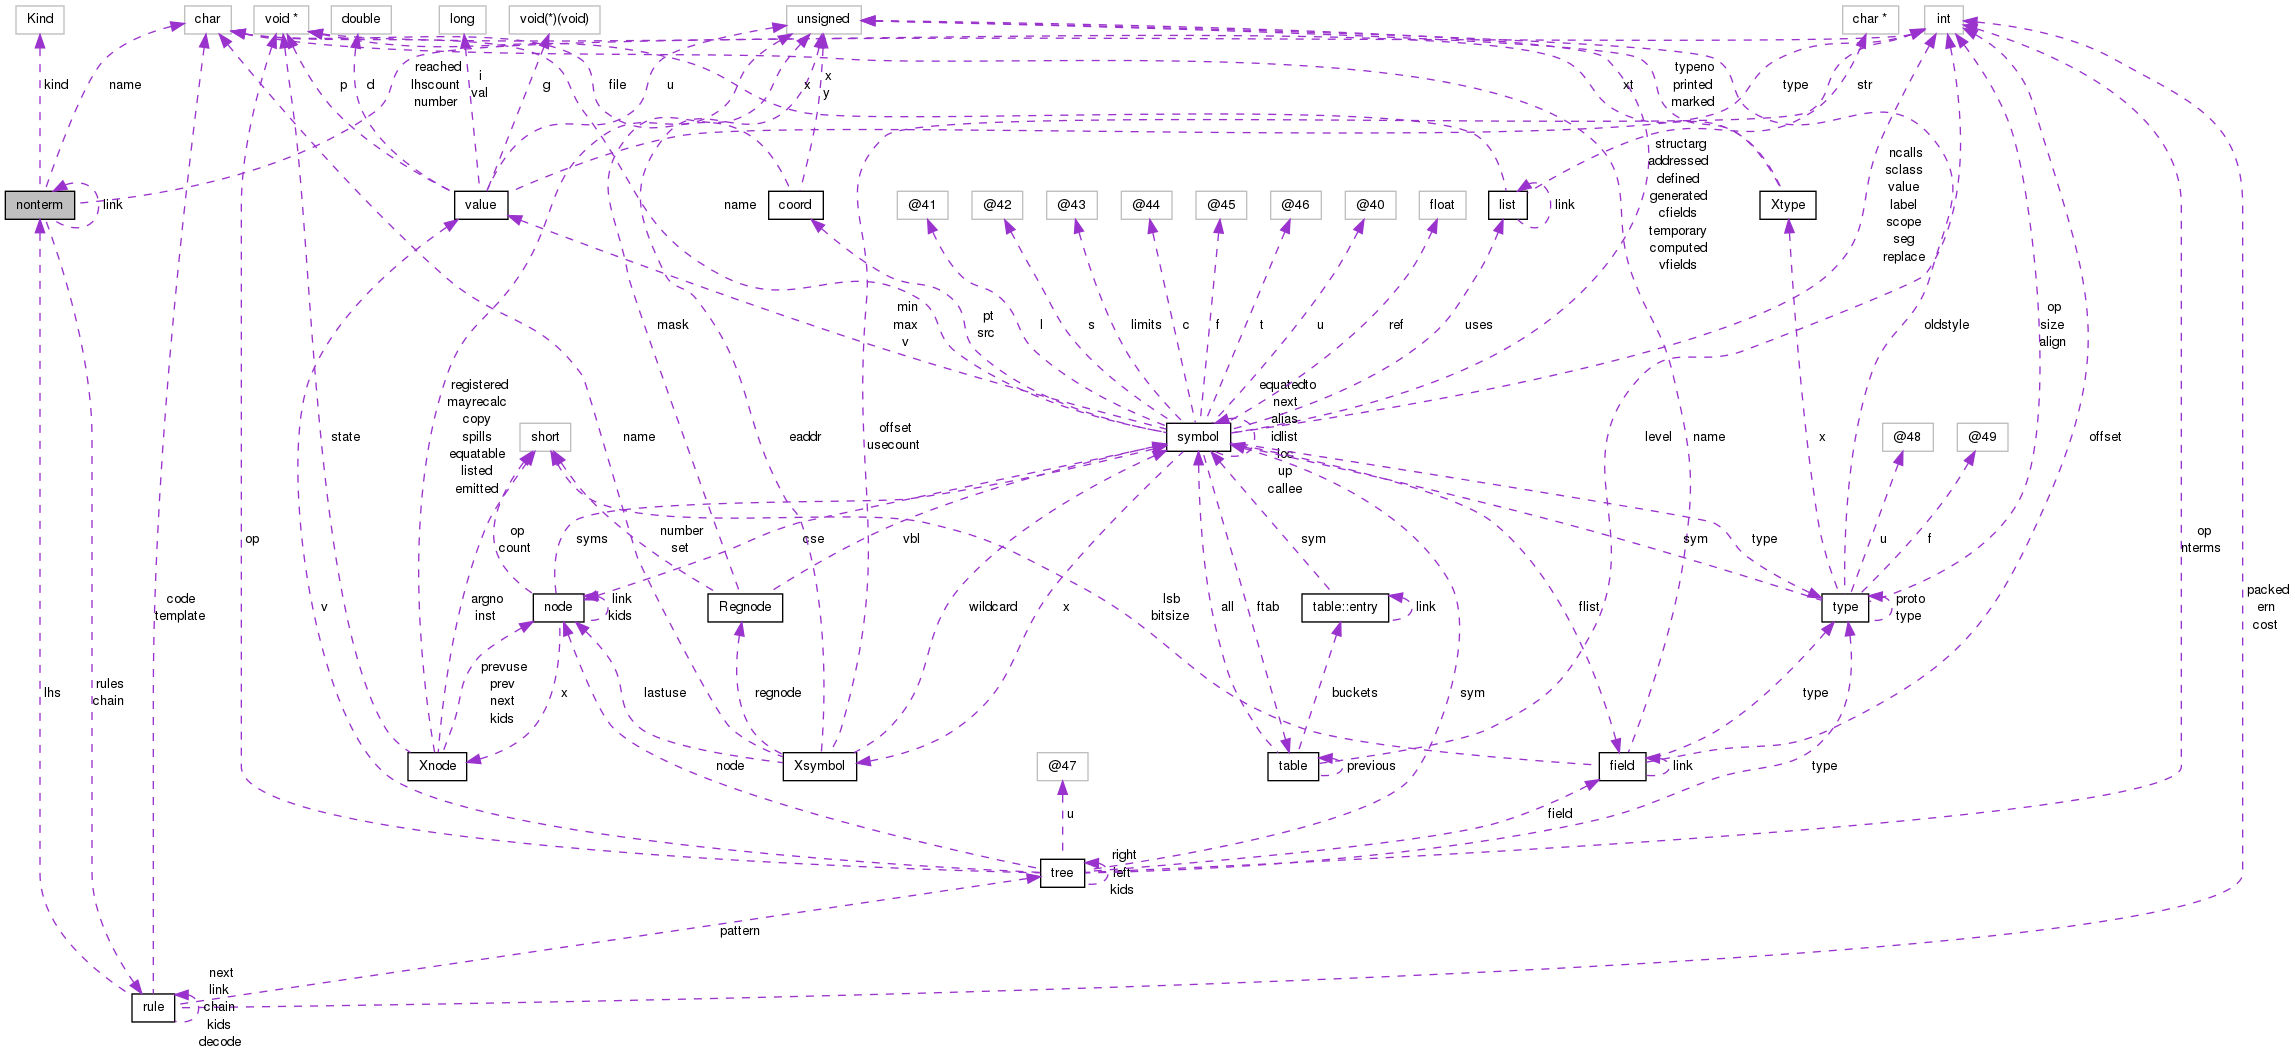 Kind
char
void *
double
long
void(*)(void)
unsigned
char *
int
kind
name
reached
lhscount
number
p
d
i
val
g
file
u
x
x
y
xt
typeno
printed
marked
type
str
nonterm
link
value
name
coord
@41
@42
@43
@44
@45
@46
@40
float
list
link
structarg
addressed
defined
generated
cfields
temporary
computed
vfields
Xtype
ncalls
sclass
value
label
scope
seg
replace
mask
min
max
v
pt
src
l
s
limits
c
f
t
u
ref
uses
oldstyle
op
size
align
state
registered
mayrecalc
copy
spills
equatable
listed
emitted
short
name
eaddr
offset
usecount
symbol
equatedto
next
alias
idlist
loc
up
callee
level
name
x
@48
@49
offset
op
op
count
syms
number
set
cse
vbl
sym
type
sym
u
f
op
nterms
code
template
v
argno
inst
node
link
kids
Regnode
wildcard
x
all
ftab
table::entry
link
lsb
bitsize
flist
type
proto
type
packed
ern
cost
lhs
rules
chain
prevuse
prev
next
kids
x
lastuse
regnode
sym
buckets
type
Xnode
node
Xsymbol
@47
table
previous
field
link
type
u
field
right
left
kids
tree
pattern
next
link
chain
kids
decode
rule